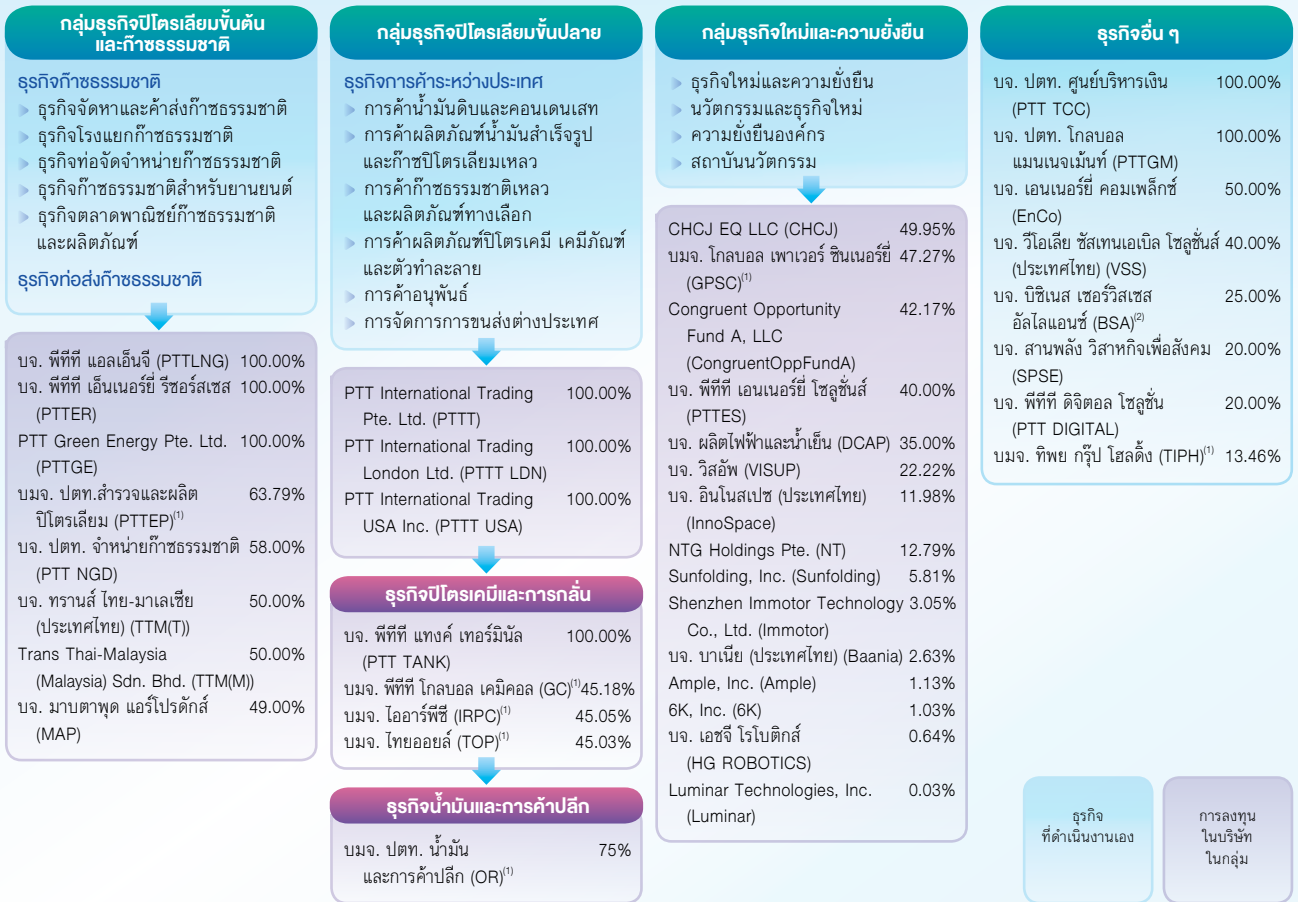 กลุ่มธุรกิจปิโตรเลียมขั้นต้น
และก๊าซธรรมชาติ
ธุรกิจก๊าซธรรมชาติ
ธุรกิจจัดหาและค้าส่งก๊าซธรรมชาติ
ธุรกิจโรงแยกก๊าซธรรมชาติ
ธุรกิจท่อจัดจำหน่ายก๊าซธรรมชาติ
ธุรกิจก๊าซธรรมชาติสำหรับยานยนต์
ธุรกิจตลาดพาณิชย์ก๊าซธรรมชาติ
และผลิตภัณฑ์
ธุรกิจท่อส่งก๊าซธรรมชาติ
บจ. พีทีที แอลเอ็นจี (PTTLNG) 100.00%
บจ. พีทีที เอ็นเนอร์ยี่ รีซอร์สเซส 100.00%
(PTTER)
PTT Green Energy Pte. Ltd. 100.00%
(PTTGE)
บมจ. ปตท.สำรวจและผลิต 63.79%
ปิโตรเลียม (PTTEP)(1)
บจ. ปตท. จำหน่ายก๊าซธรรมชาติ 58.00%
(PTT NGD)
บจ. ทรานส์ ไทย-มาเลเซีย 50.00%
(ประเทศไทย) (TTM(T))
Trans Thai-Malaysia 50.00%
(Malaysia) Sdn. Bhd. (TTM(M))
บจ. มาบตาพุด แอร์โปรดักส์ 49.00%
(MAP)
กลุ่มธุรกิจปิโตรเลียมขั้นปลาย
ธุรกิจการค้าระหว่างประเทศ
การค้าน้ำมันดิบและคอนเดนเสท
การค้าผลิตภัณฑ์น้ำมันสำเร็จรูป
และก๊าซปิโตรเลียมเหลว
การค้าก๊าซธรรมชาติเหลว
และผลิตภัณฑ์ทางเลือก
การค้าผลิตภัณฑ์ปิโตรเคมี เคมีภัณฑ์
และตัวทำละลาย
การค้าอนุพันธ์
การจัดการการขนส่งต่างประเทศ
PTT International Trading 100.00%
Pte. Ltd. (PTTT)
PTT International Trading 100.00%
London Ltd. (PTTT LDN)
PTT International Trading 100.00%
USA Inc. (PTTT USA)
ธุรกิจปิโตรเคมีและการกลั่น
บจ. พีทีที แทงค์ เทอร์มินัล 100.00%
(PTT TANK)
บมจ. พีทีที โกลบอล เคมิคอล (GC)(1) 45.18%
บมจ. ไออาร์พีซี (IRPC)(1) 45.05%
บมจ. ไทยออยล์ (TOP)(1) 45.03%
ธุรกิจน้ำมันและการค้าปลีก
บมจ. ปตท. น้ำมัน 75%
และการค้าปลีก (OR)(1)
กลุ่มธุรกิจใหม่และความยั่งยืน
ธุรกิจใหม่และความยั่งยืน
นวัตกรรมและธุรกิจใหม่
ความยั่งยืนองค์กร
สถาบันนวัตกรรม
CHCJ EQ LLC (CHCJ) 49.95%
บมจ. โกลบอล เพาเวอร์ ซินเนอร์ยี่ 47.27%
(GPSC)(1)
Congruent Opportunity 42.17%
Fund A, LLC
(CongruentOppFundA)
บจ. พีทีที เอนเนอร์ยี่ โซลูชั่นส์ 40.00%
(PTTES)
บจ. ผลิตไฟฟ้าและน้ำเย็น (DCAP) 35.00%
บจ. วิสอัพ (VISUP) 22.22%
บจ. อินโนสเปซ (ประเทศไทย) 11.98%
(InnoSpace)
NTG Holdings Pte. (NT) 12.79%
Sunfolding, Inc. (Sunfolding) 5.81%
Shenzhen Immotor Technology 3.05%
Co., Ltd. (Immotor)
บจ. บาเนีย (ประเทศไทย) (Baania) 2.63%
Ample, Inc. (Ample) 1.13%
6K, Inc. (6K) 1.03%
บจ. เอชจี โรโบติกส์ 0.64%
(HG ROBOTICS)
Luminar Technologies, Inc. 0.03%
(Luminar)
ธุรกิจอื่น ๆ
บจ. ปตท. ศูนย์บริหารเงิน 100.00%
(PTT TCC)
บจ. ปตท. โกลบอล 100.00%
แมนเนจเม้นท์ (PTTGM)
บจ. เอนเนอร์ยี่ คอมเพล็กซ์ 50.00%
(EnCo)
บจ. วีโอเลีย ซัสเทนเอเบิล โซลูชั่นส์ 40.00%
(ประเทศไทย) (VSS)
บจ. บิซิเนส เซอร์วิสเซส 25.00%
อัลไลแอนซ์ (BSA)(2)
บจ. สานพลัง วิสาหกิจเพื่อสังคม 20.00%
(SPSE)
บจ. พีทีที ดิจิตอล โซลูชั่น 20.00%
(PTT DIGITAL)
บมจ. ทิพย กรุ๊ป โฮลดิ้ง (TIPH)(1) 13.46%
ธุรกิจ
ที่ดำเนินงานเอง
การลงทุน
ในบริษัท
ในกลุ่ม